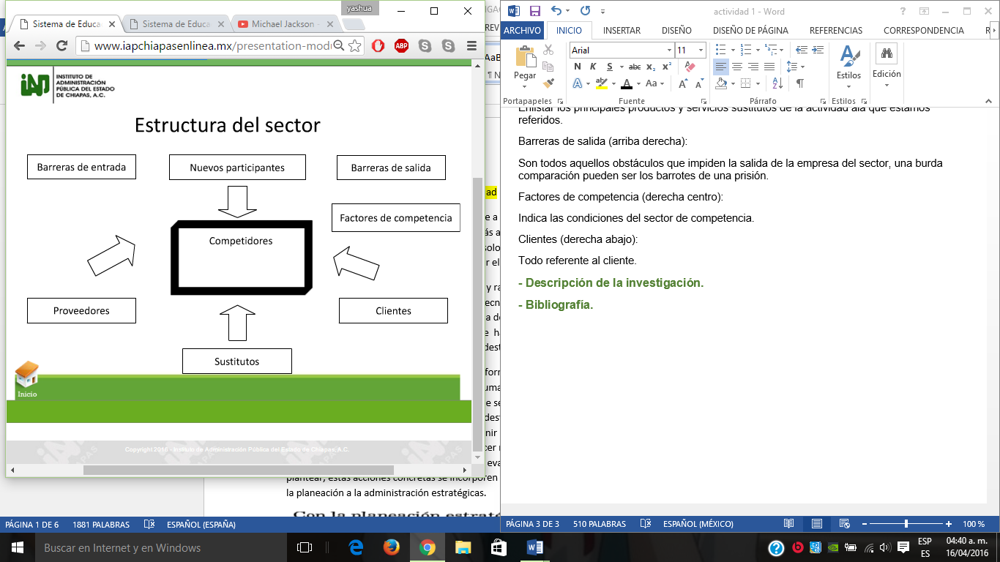 yashua
Sistema de Educa
Sistema de Educa
Michael Jackson -
www.iapchiapasenlinea.mx/presentation-modu
ABP
INSTITUTO DE
ADMINISTRACIÓN
PÚBLICA DEL ESTADO
DE CHIAPAS, A.C.
Estructura del sector
Barreras de entrada
Nuevos participantes
Barreras de salida
Factores de competencia
Competidores
Proveedores
Clientes
Sustitutos
Inicio
Copyright 2016 - Instituto de Administración Pública del Estado de Chiapas, A.C.
la planeación a la administración estratégicas.
Con la planeación estraté
PÁGINA 1 DE 6 1881 PALABRAS ESPAÑOL (ESPAÑA)
actividad 1 - Word
ARCHIVO INICIO INSERTAR DISEÑO DISEÑO DE PÁGINA REFERENCIAS CORRESPONDENCIA
Arial 11
N K S abc x₂ x²
Aa
Pegar
Estilos
Edición
Portapapeles Fuente Párrafo Estilos
Enlistar los principales productos y servicios sustitutos de la actividad ala que estamos
referidos.
Barreras de salida (arriba derecha):
Son todos aquellos obstáculos que impiden la salida de la empresa del sector, una burda
comparación pueden ser los barrotes de una prisión.
Factores de competencia (derecha centro):
Indica las condiciones del sector de competencia.
Clientes (derecha abajo):
Todo referente al cliente.
- Descripción de la investigación.
- Bibliografía.
PÁGINA 3 DE 3 510 PALABRAS ESPAÑOL (MÉXICO) 100 %
Buscar en Internet y en Windows
ESP
ES
04:40 a. m.
16/04/2016